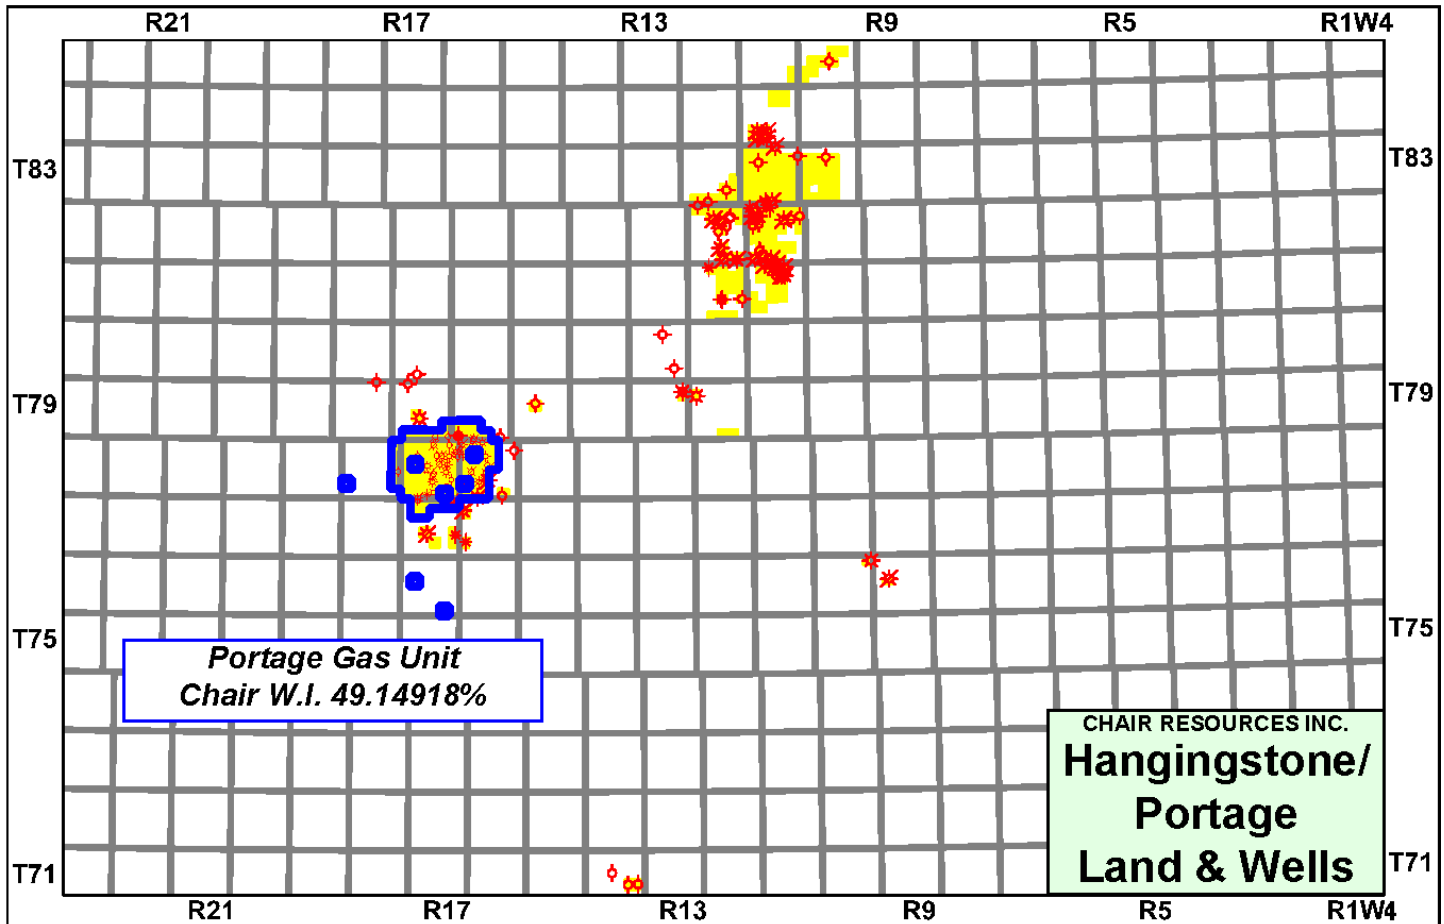 R21 R17 R13 R9 R5 R1W4
T83 T83
T79 T79
T75 T75
Portage Gas Unit
Chair W.I. 49.14918%
CHAIR RESOURCES INC.
Hangingstone/
Portage
Land & Wells
T71 T71
R21 R17 R13 R9 R5 R1W4